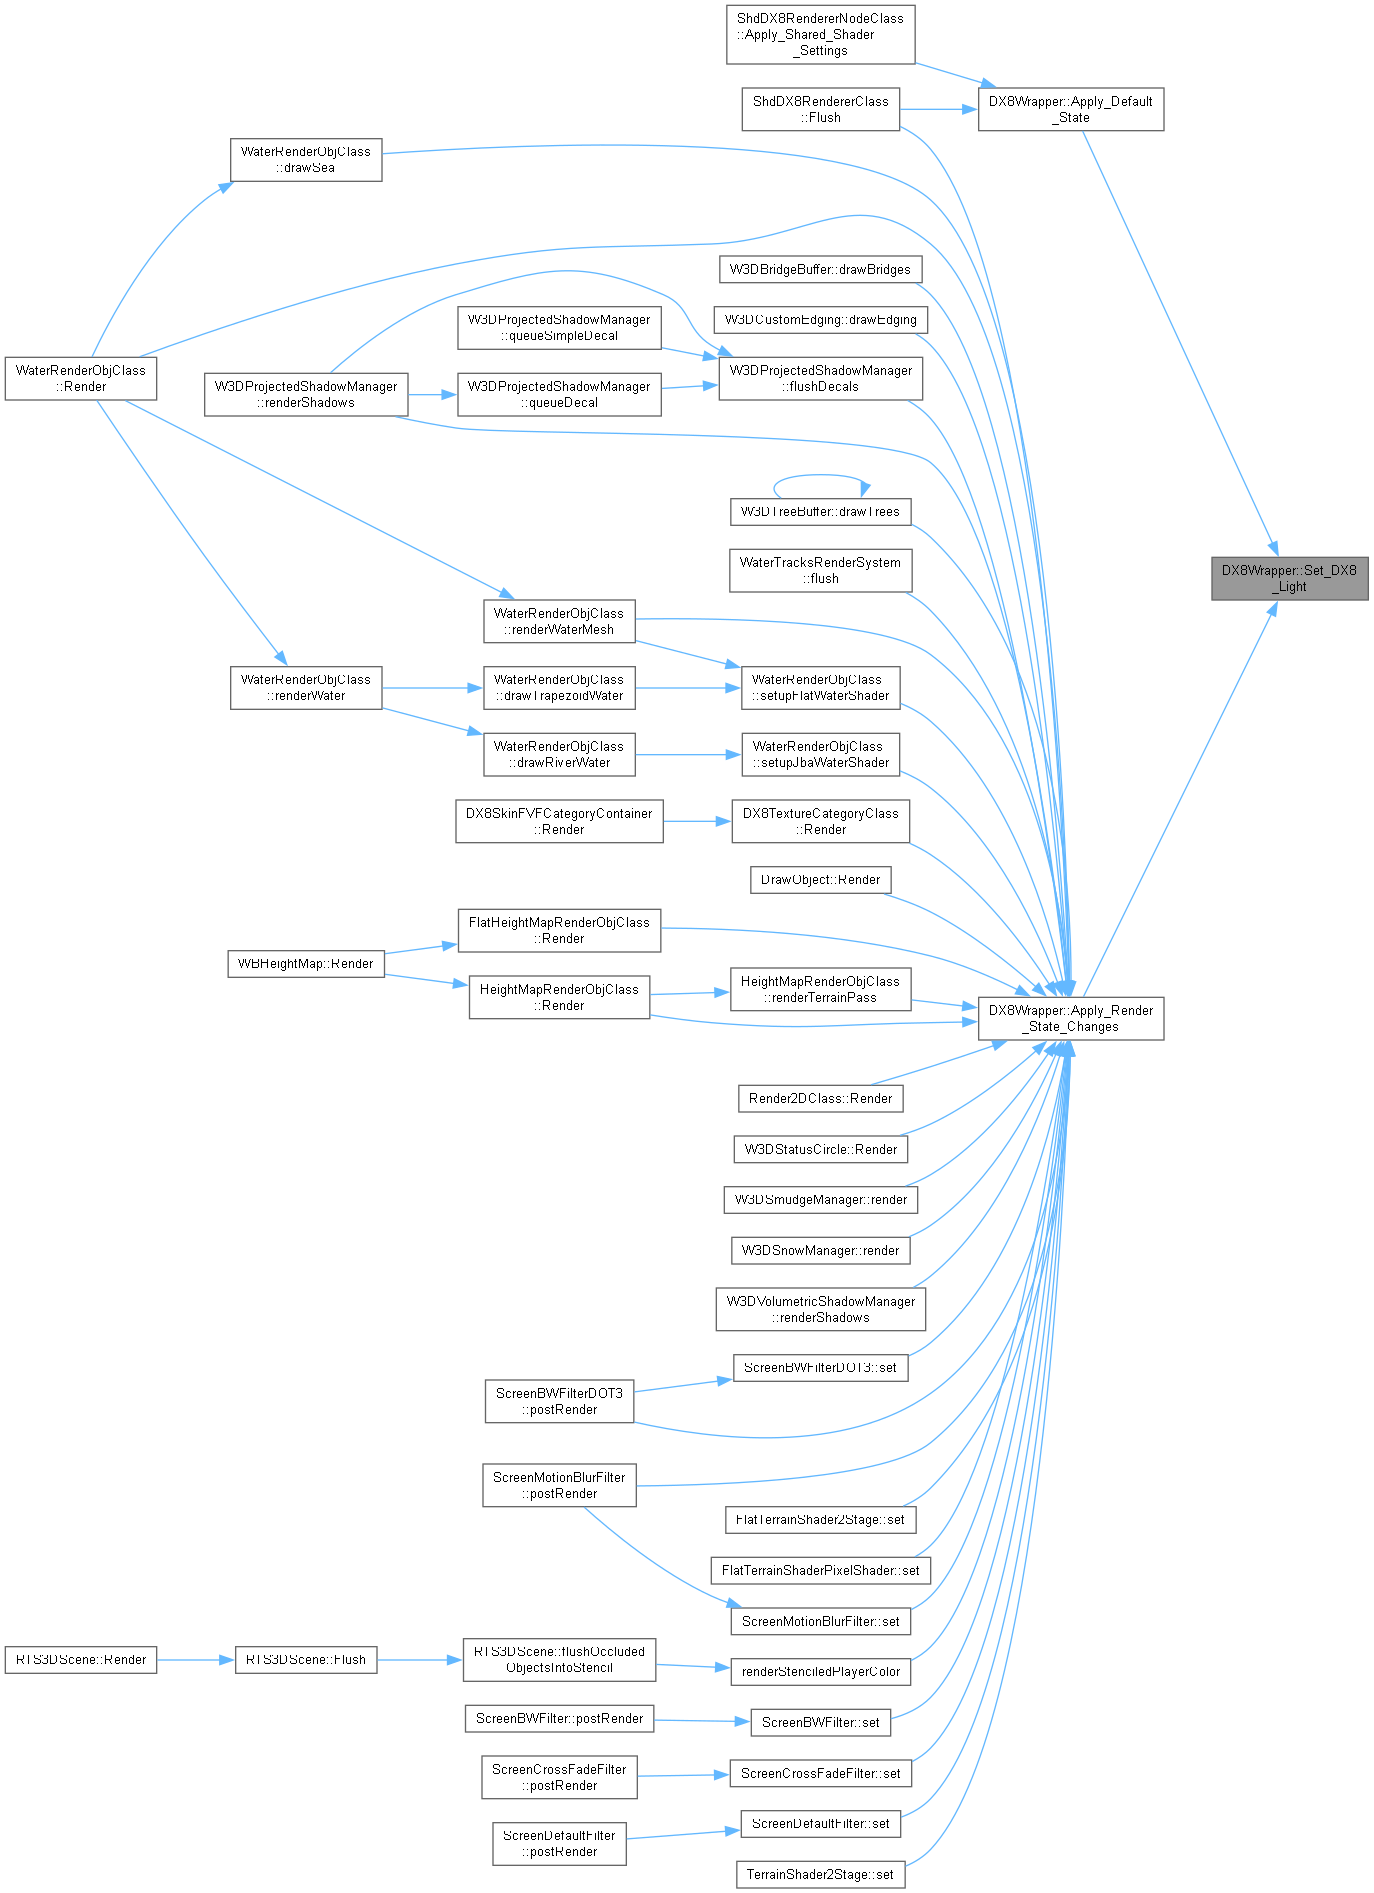 ShdDX8RendererNodeClass
::Apply_Shared_Shader
_Settings
DX8Wrapper::Apply_Default
_State
ShdDX8RendererClass
::Flush
WaterRenderObjClass
::drawSea
W3DBridgeBuffer::drawBridges
W3DCustomEdging::drawEdging
W3DProjectedShadowManager
::queueSimpleDecal
WaterRenderObjClass
::Render
W3DProjectedShadowManager
::renderShadows
W3DProjectedShadowManager
::queueDecal
W3DProjectedShadowManager
::flushDecals
W3DTreeBuffer::drawTrees
WaterTracksRenderSystem
::flush
DX8Wrapper::Set_DX8
_Light
WaterRenderObjClass
::renderWaterMesh
WaterRenderObjClass
::renderWater
WaterRenderObjClass
::drawTrapezoidWater
WaterRenderObjClass
::setupFlatWaterShader
WaterRenderObjClass
::drawRiverWater
WaterRenderObjClass
::setupJbaWaterShader
DX8SkinFVFCategoryContainer
::Render
DX8TextureCategoryClass
::Render
DrawObject::Render
FlatHeightMapRenderObjClass
::Render
WBHeightMap::Render
HeightMapRenderObjClass
::Render
HeightMapRenderObjClass
::renderTerrainPass
DX8Wrapper::Apply_Render
_State_Changes
Render2DClass::Render
W3DStatusCircle::Render
W3DSmudgeManager::render
W3DSnowManager::render
W3DVolumetricShadowManager
::renderShadows
ScreenBWFilterDOT3::set
ScreenBWFilterDOT3
::postRender
ScreenMotionBlurFilter
::postRender
FlatTerrainShader2Stage::set
FlatTerrainShaderPixelShader::set
ScreenMotionBlurFilter::set
RTS3DScene::Render
RTS3DScene::Flush
RTS3DScene::flushOccluded
ObjectsIntoStencil
renderStenciledPlayerColor
ScreenBWFilter::postRender
ScreenBWFilter::set
ScreenCrossFadeFilter
::postRender
ScreenCrossFadeFilter::set
ScreenDefaultFilter
::postRender
ScreenDefaultFilter::set
TerrainShader2Stage::set